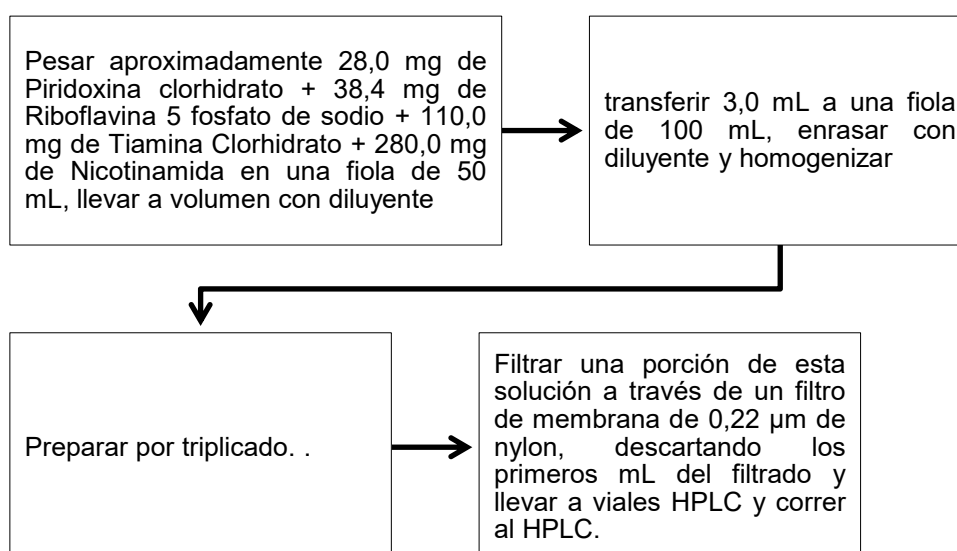 Pesar aproximadamente 28,0 mg de
Piridoxina clorhidrato + 38,4 mg de
Riboflavina 5 fosfato de sodio + 110,0
mg de Tiamina Clorhidrato + 280,0 mg
de Nicotinamida en una fiola de 50
mL, llevar a volumen con diluyente
transferir 3,0 mL a una fiola
de 100 mL, enrasar con
diluyente y homogenizar
Preparar por triplicado. .
Filtrar una porción de esta
solución a través de un filtro
de membrana de 0,22 µm de
nylon, descartando los
primeros mL del filtrado y
llevar a viales HPLC y correr
al HPLC.